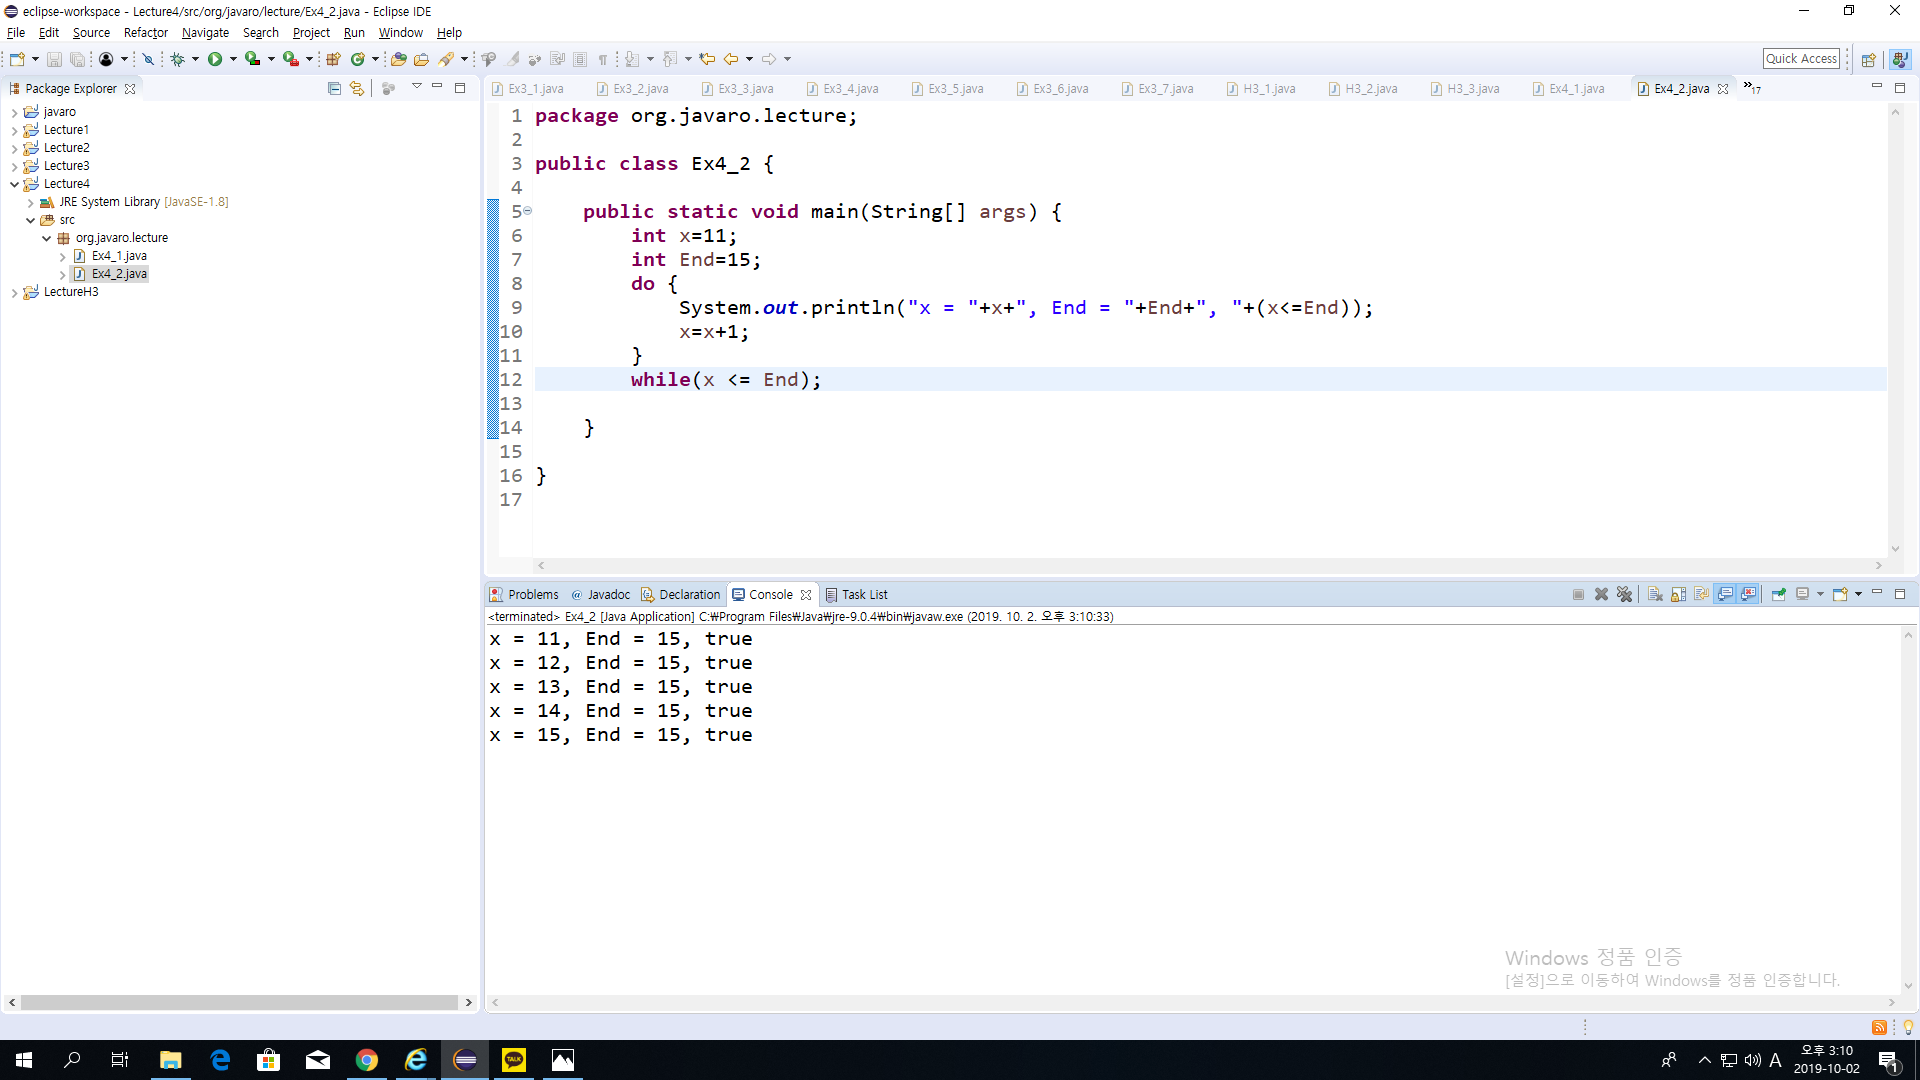 eclipse-workspace - Lecture4/src/org/javaro/lecture/Ex4_2.java - Eclipse IDE
File Edit Source Refactor Navigate Search Project Run Window Help
Quick Access
Package Explorer
javaro
Lecture1
Lecture2
Lecture3
Lecture4
JRE System Library [JavaSE-1.8]
src
org.javaro.lecture
Ex4_1.java
Ex4_2.java
LectureH3
Ex3_1.java Ex3_2.java Ex3_3.java Ex3_4.java Ex3_5.java Ex3_6.java Ex3_7.java H3_1.java H3_2.java H3_3.java Ex4_1.java Ex4_2.java »17
1 package org.javaro.lecture;
2
3 public class Ex4_2 {
4
5 public static void main(String[] args) {
6 int x=11;
7 int End=15;
8 do {
9 System.out.println("x = "+x+", End = "+End+", "+(x<=End));
10 x=x+1;
11 }
12 while(x <= End);
13
14 }
15
16 }
17
Problems @ Javadoc Declaration Console Task List
<terminated> Ex4_2 [Java Application] C:₩Program Files₩Java₩jre-9.0.4₩bin₩javaw.exe (2019. 10. 2. 오후 3:10:33)
x = 11, End = 15, true
x = 12, End = 15, true
x = 13, End = 15, true
x = 14, End = 15, true
x = 15, End = 15, true
Windows 정품 인증
[설정]으로 이동하여 Windows를 정품 인증합니다.
TALK
A
오후 3:10
2019-10-02
1